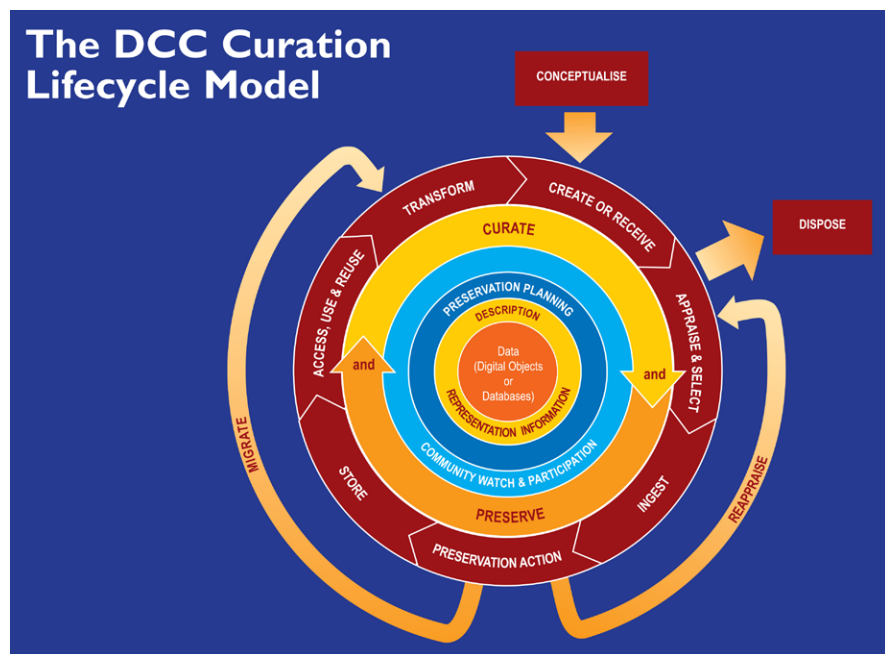 The DCC Curation
Lifecycle Model
CONCEPTUALISE
DISPOSE
CREATE OR RECEIVE
APPRAISE & SELECT
INGEST
PRESERVATION ACTION
STORE
ACCESS, USE & REUSE
TRANSFORM
MIGRATE
REAPPRAISE
CURATE
and
PRESERVE
and
COMMUNITY WATCH & PARTICIPATION
PRESERVATION PLANNING
DESCRIPTION
REPRESENTATION INFORMATION
Data
(Digital Objects
or
Databases)